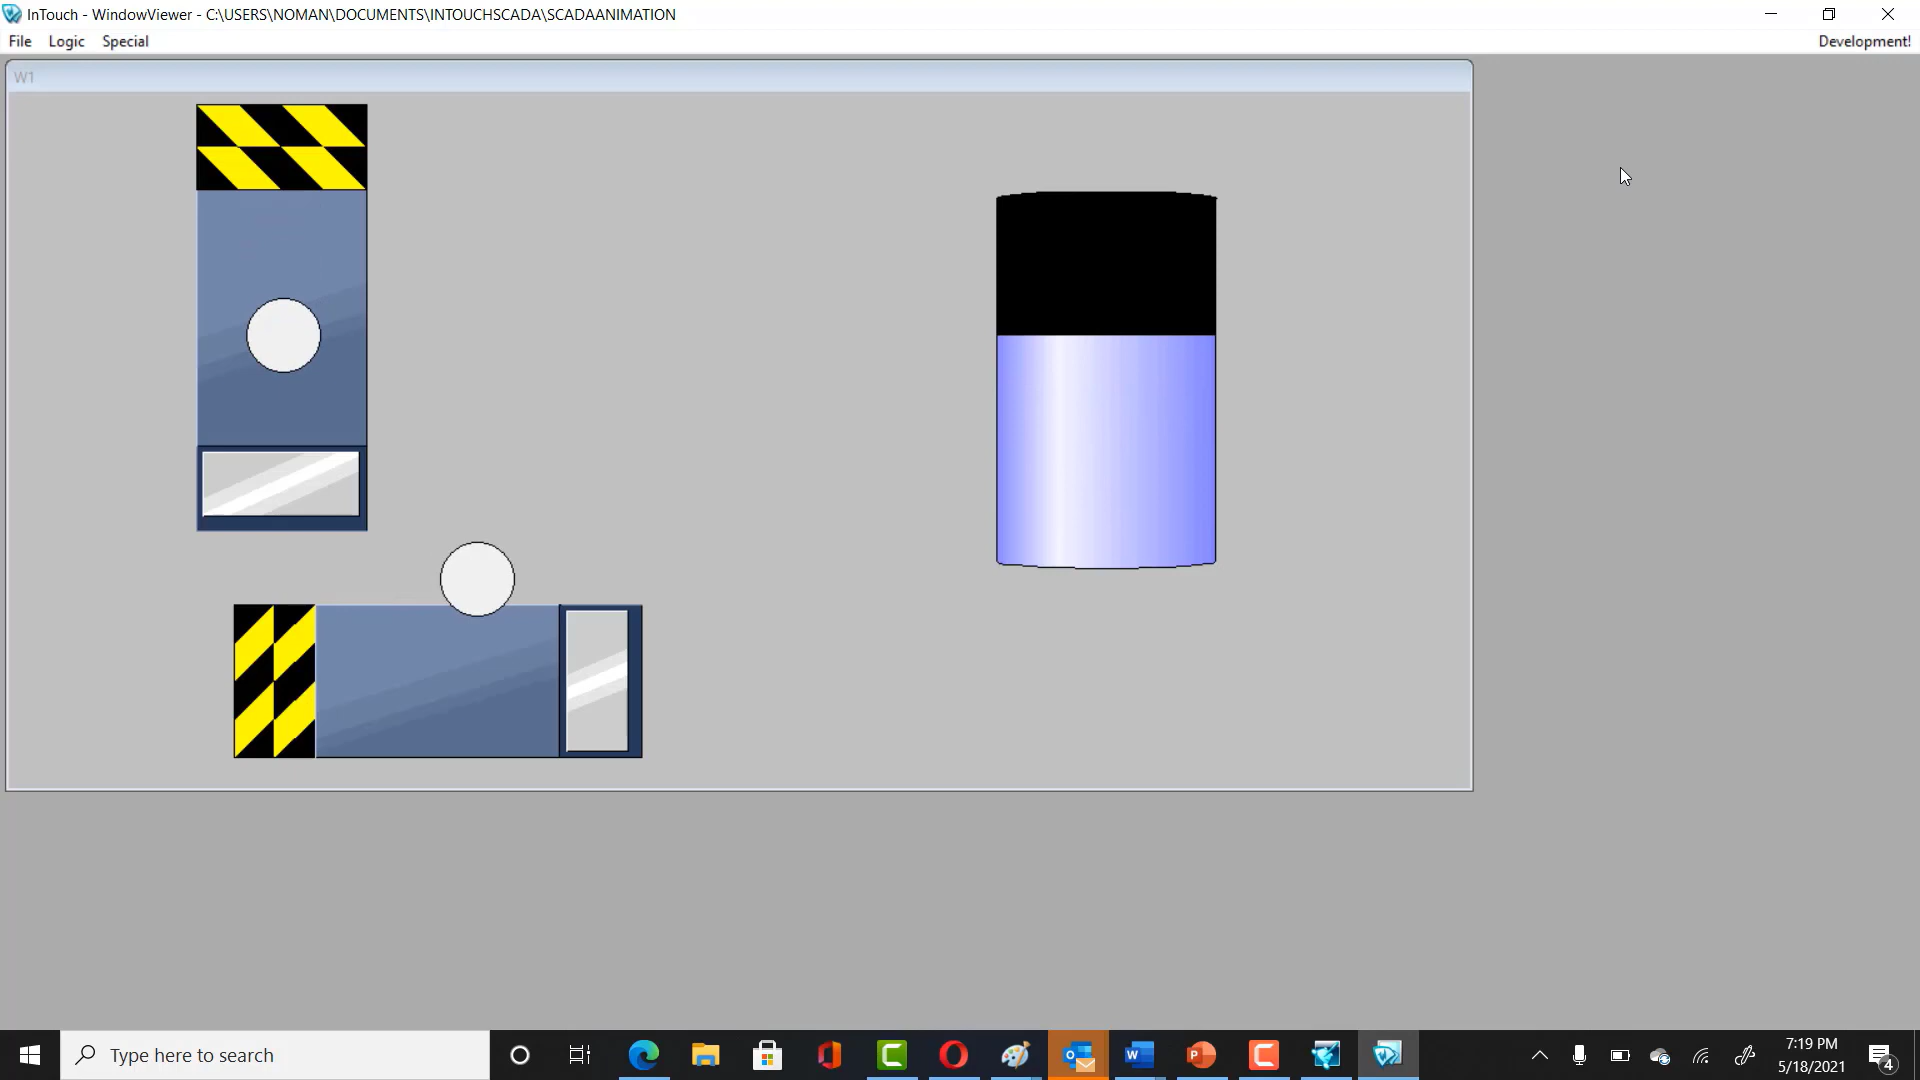 InTouch - WindowViewer - C:\USERS\NOMAN\DOCUMENTS\INTOUCHSCADA\SCADAANIMATION
File Logic Special Development!
W1
Type here to search
W
P
7:19 PM
5/18/2021
4